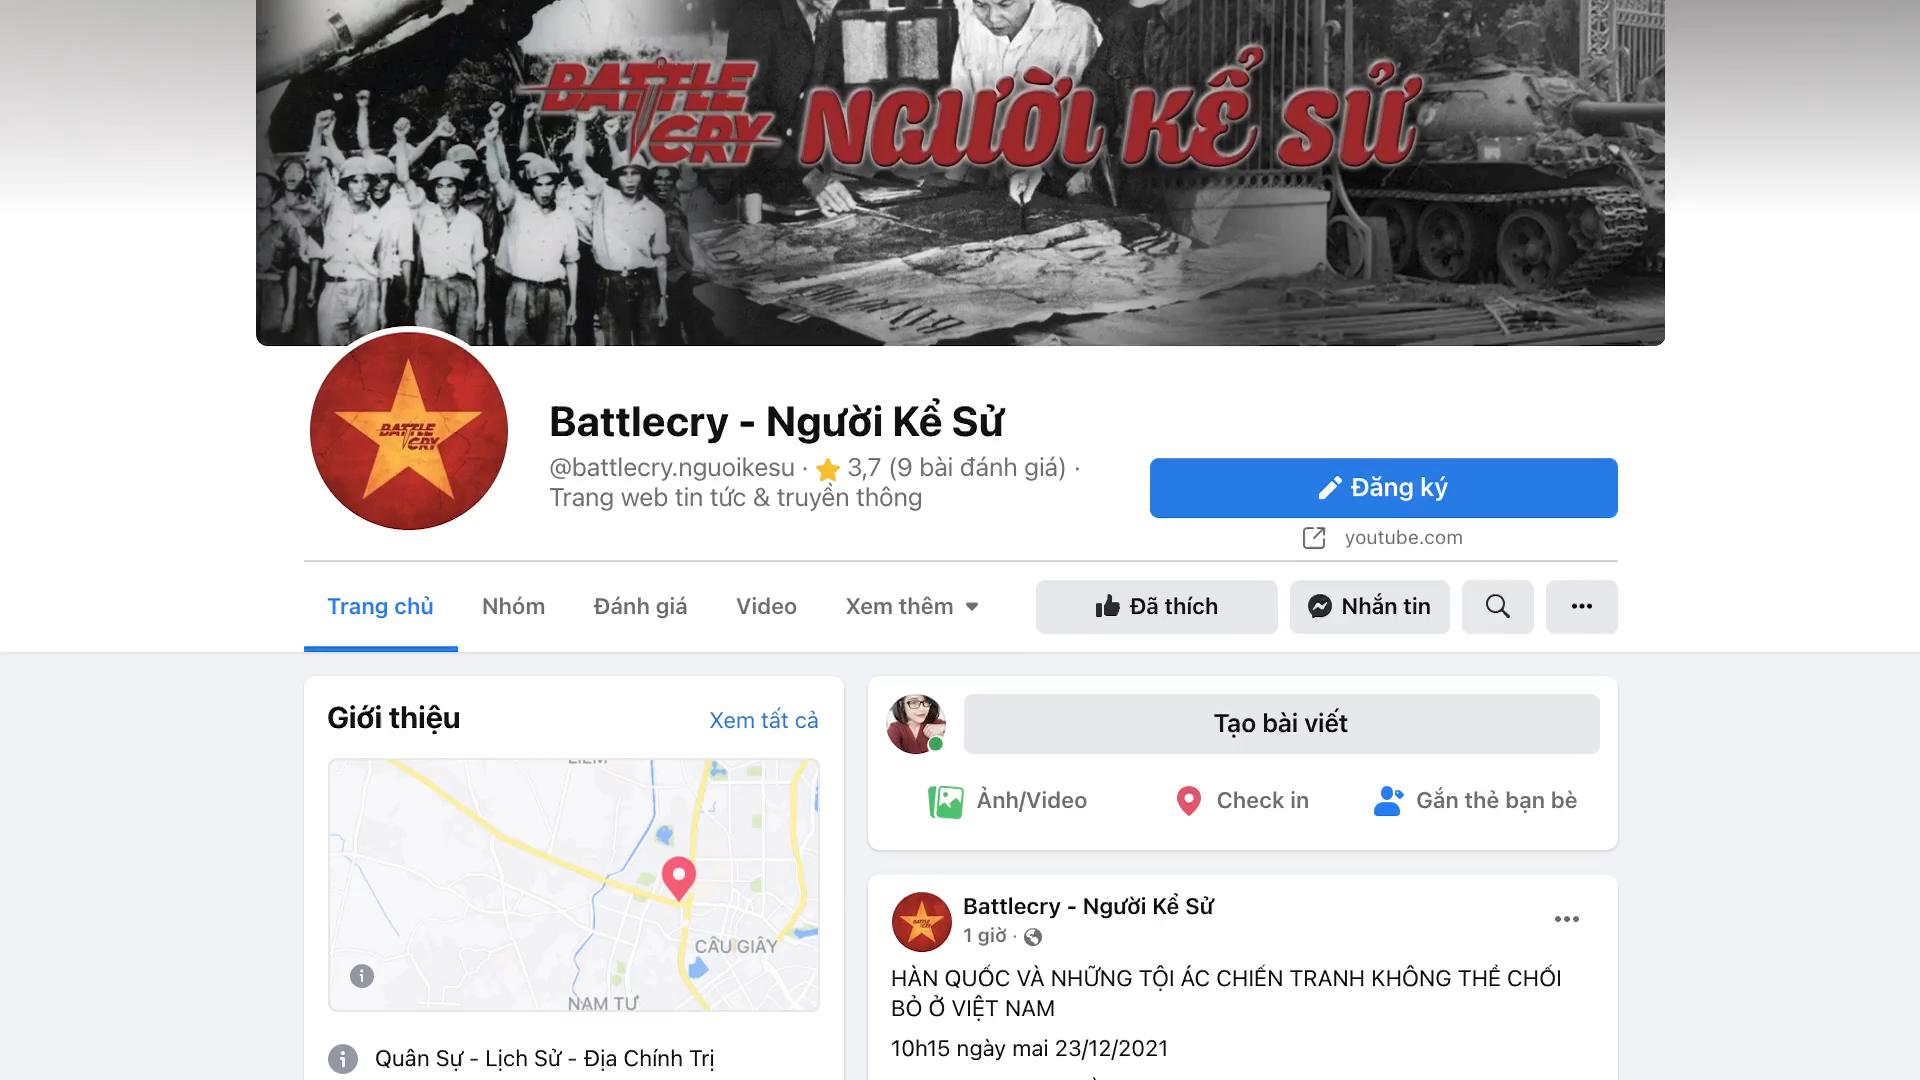 BATTLE
CRY
NGƯỜI KỂ SỬ
BATTLE
CRY
Battlecry - Người Kể Sử
@battlecry.nguoikesu · 3,7 (9 bài đánh giá) ·
Trang web tin tức & truyền thông
Đăng ký
youtube.com
Trang chủ
Nhóm
Đánh giá
Video
Xem thêm
Đã thích
Nhắn tin
Giới thiệu
Xem tất cả
CẦU GIẤY
NAM TỪ
Quân Sự - Lịch Sử - Địa Chính Trị
Tạo bài viết
Ảnh/Video
Check in
Gắn thẻ bạn bè
Battlecry - Người Kể Sử
1 giờ ·
HÀN QUỐC VÀ NHỮNG TỘI ÁC CHIẾN TRANH KHÔNG THỂ CHỐI
BỎ Ở VIỆT NAM
10h15 ngày mai 23/12/2021